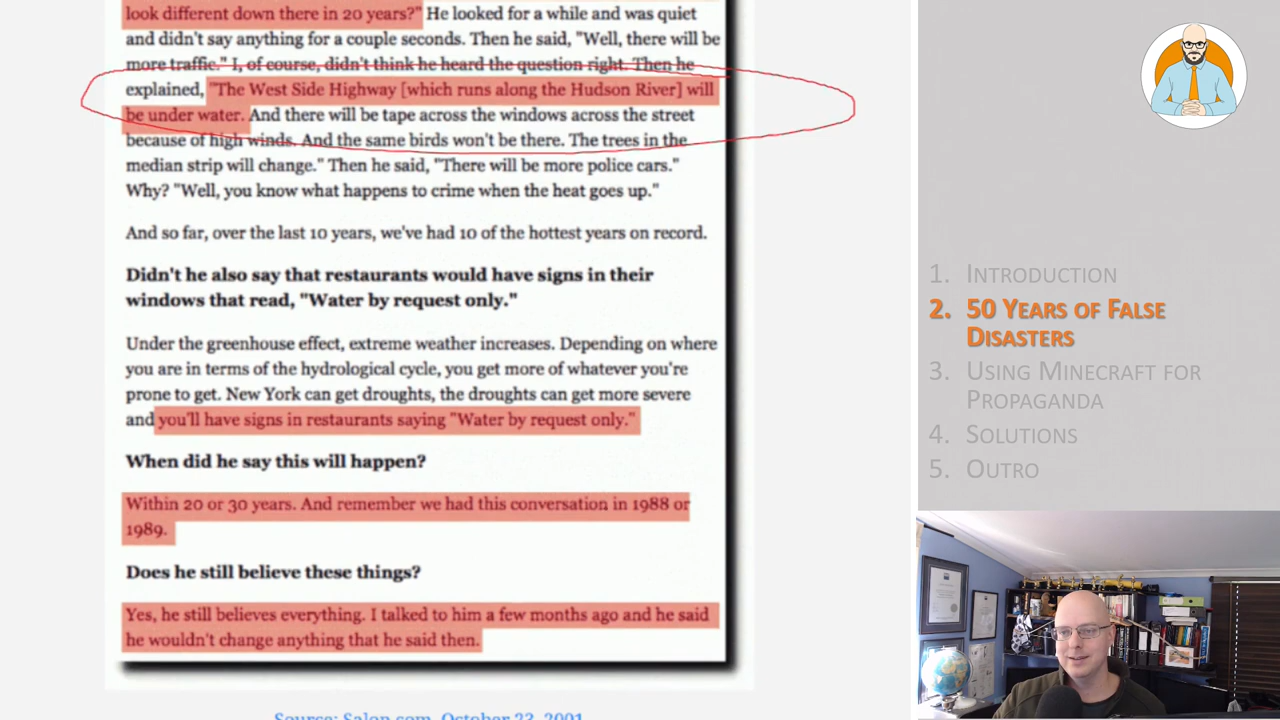 look different down there in 20 years?" He looked for a while and was quiet
and didn't say anything for a couple seconds. Then he said, "Well, there will be
more traffic." I, of course, didn't think he heard the question right. Then he
explained, "The West Side Highway [which runs along the Hudson River] will
be under water. And there will be tape across the windows across the street
because of high winds. And the same birds won't be there. The trees in the
median strip will change." Then he said, "There will be more police cars."
Why? "Well, you know what happens to crime when the heat goes up."
And so far, over the last 10 years, we've had 10 of the hottest years on record.
Didn't he also say that restaurants would have signs in their
windows that read, "Water by request only."
Under the greenhouse effect, extreme weather increases. Depending on where
you are in terms of the hydrological cycle, you get more of whatever you're
prone to get. New York can get droughts, the droughts can get more severe
and you'll have signs in restaurants saying "Water by request only."
When did he say this will happen?
Within 20 or 30 years. And remember we had this conversation in 1988 or
1989.
Does he still believe these things?
Yes, he still believes everything. I talked to him a few months ago and he said
he wouldn't change anything that he said then.
Source: Salon.com, October 23, 2001
1. Introduction
2. 50 Years of False
Disasters
3. Using Minecraft for
Propaganda
4. Solutions
5. Outro